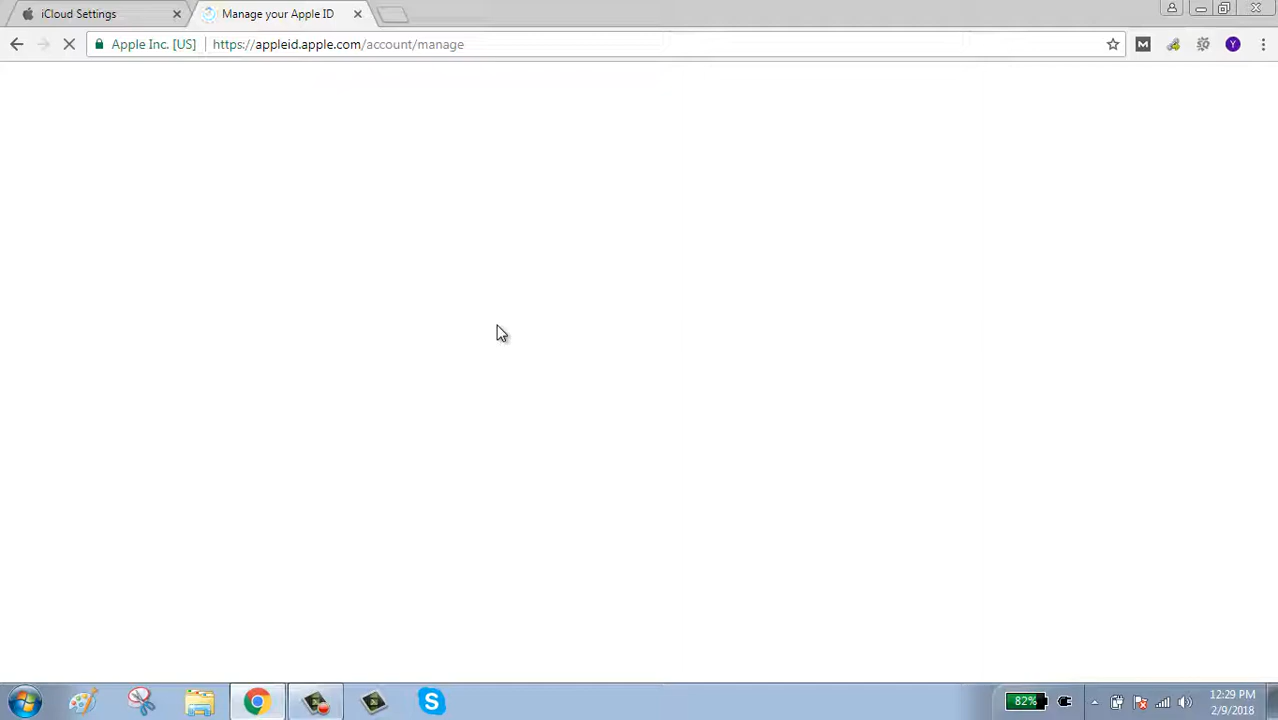 iCloud Settings
Manage your Apple ID
Apple Inc. [US]
https://appleid.apple.com/account/manage
M
Y
82%
12:29 PM
2/9/2018
S